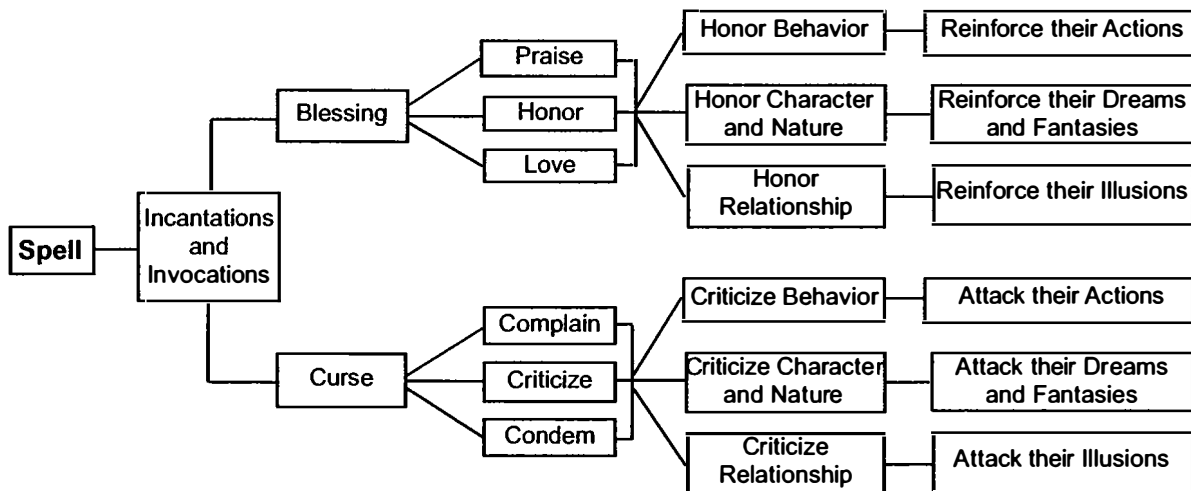 Spell
Incantations
and
Invocations
Blessing
Praise
Honor
Love
Honor Behavior
Reinforce their Actions
Honor Character
and Nature
Reinforce their Dreams
and Fantasies
Honor
Relationship
Reinforce their Illusions
Curse
Complain
Criticize
Condem
Criticize Behavior
Attack their Actions
Criticize Character
and Nature
Attack their Dreams
and Fantasies
Criticize
Relationship
Attack their Illusions